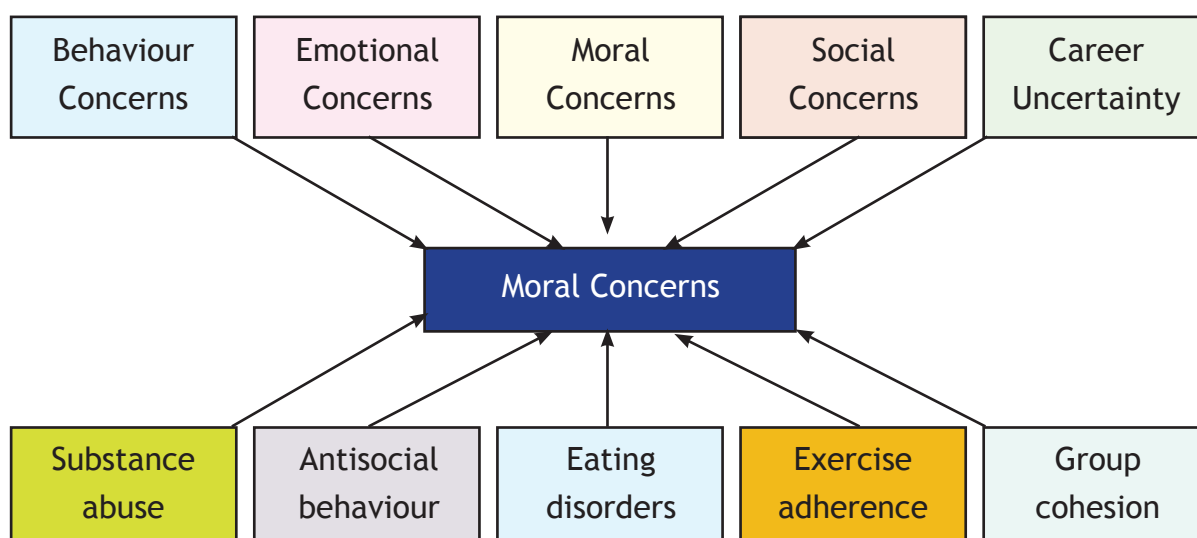 Behaviour
Concerns
Emotional
Concerns
Moral
Concerns
Social
Concerns
Career
Uncertainty
Moral Concerns
Substance
abuse
Antisocial
behaviour
Eating
disorders
Exercise
adherence
Group
cohesion